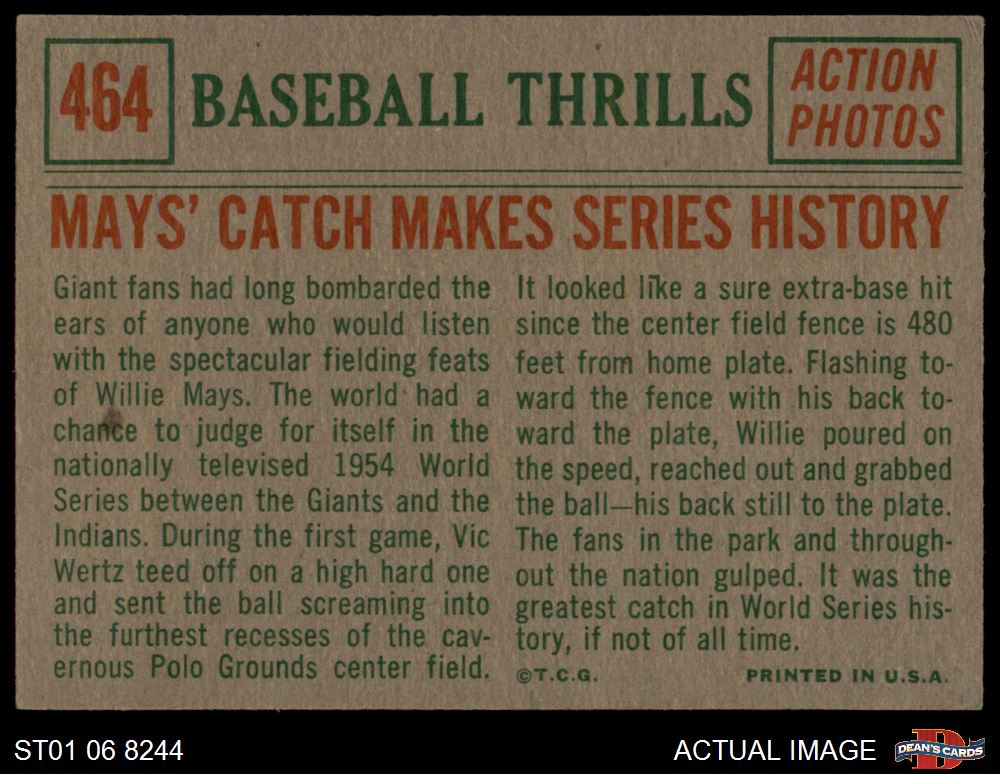 464
BASEBALL THRILLS
ACTION
PHOTOS
MAYS' CATCH MAKES SERIES HISTORY
Giant fans had long bombarded the
ears of anyone who would listen
with the spectacular fielding feats
of Willie Mays. The world had a
chance to judge for itself in the
nationally televised 1954 World
Series between the Giants and the
Indians. During the first game, Vic
Wertz teed off on a high hard one
and sent the ball screaming into
the furthest recesses of the cav-
ernous Polo Grounds center field.
It looked like a sure extra-base hit
since the center field fence is 480
feet from home plate. Flashing to-
ward the fence with his back to-
ward the plate, Willie poured on
the speed, reached out and grabbed
the ball—his back still to the plate.
The fans in the park and through-
out the nation gulped. It was the
greatest catch in World Series his-
tory, if not of all time.
©T.C.G.
PRINTED IN U.S.A.
ST01 06 8244
ACTUAL IMAGE
D
DEAN'S CARDS